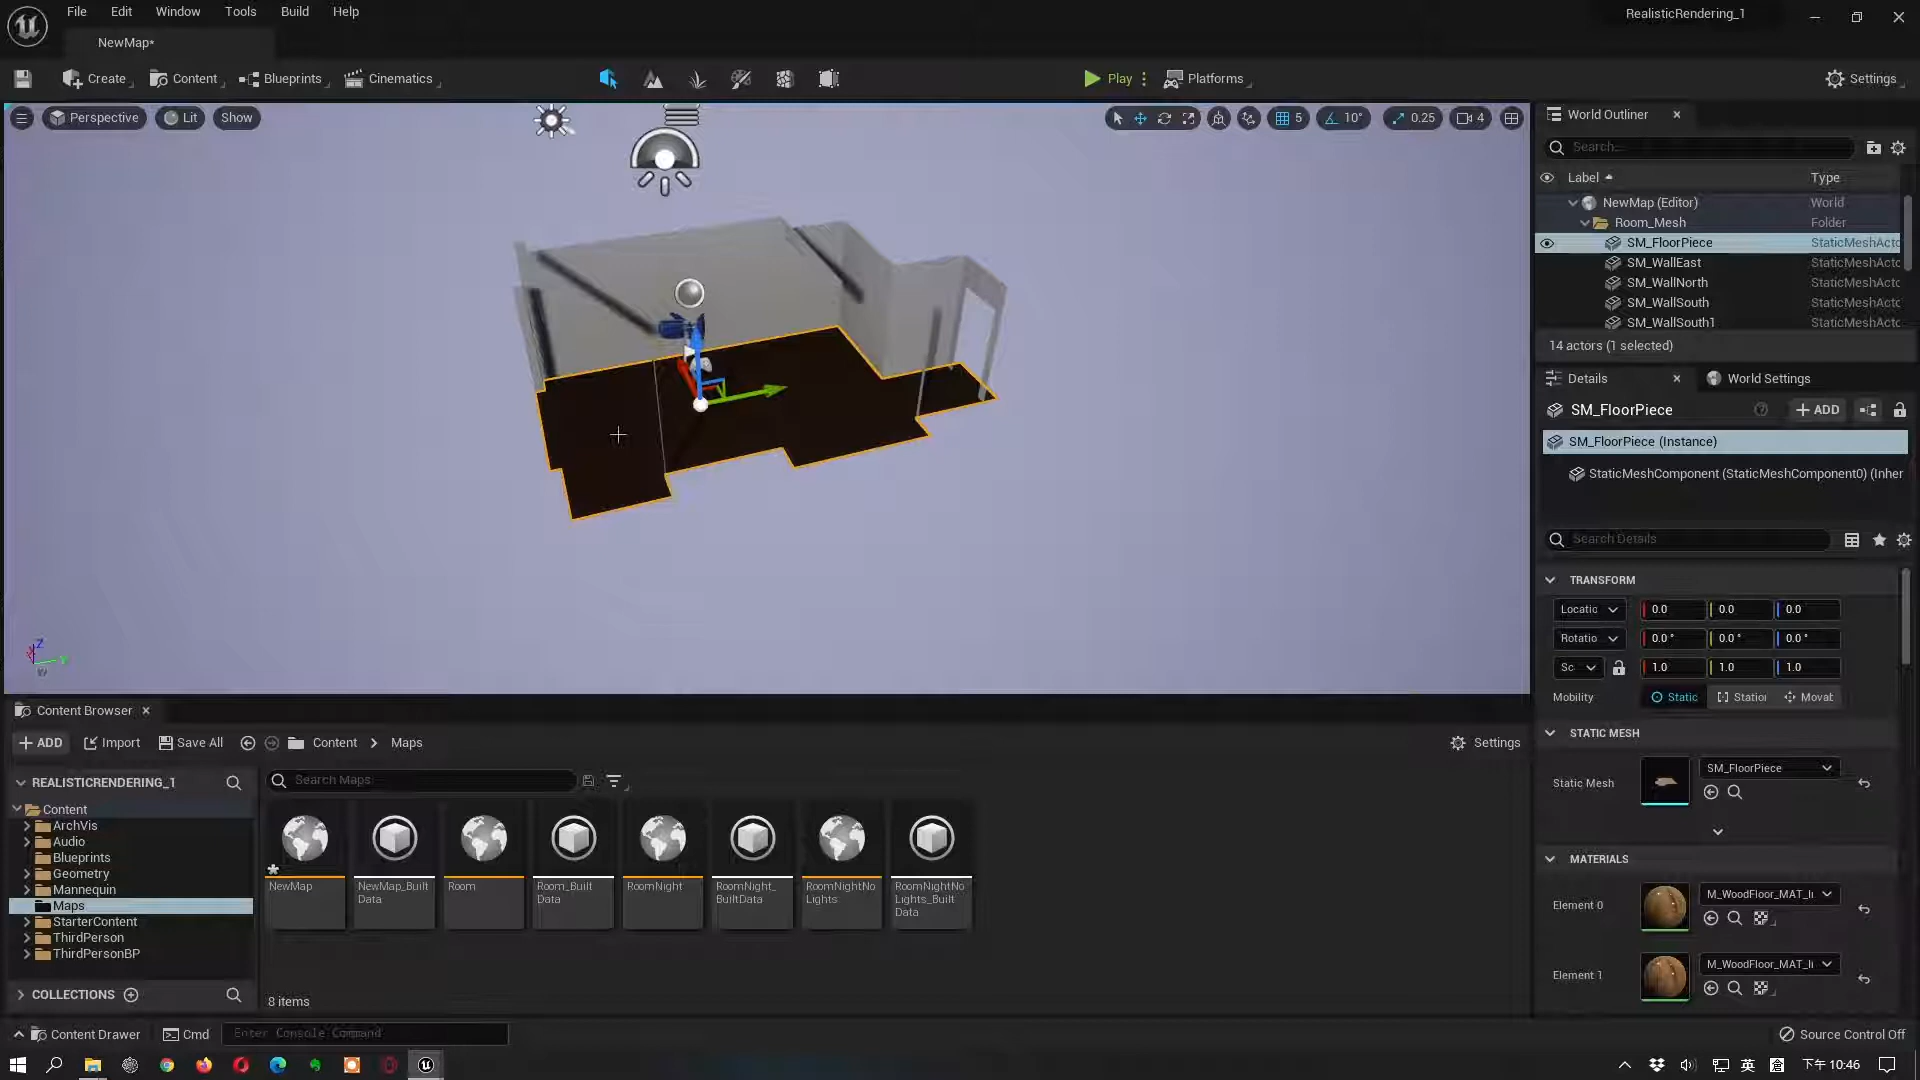 File Edit Window Tools Build Help
RealisticRendering_1
NewMap*
Create Content Blueprints Cinematics
Play Platforms
Settings
Perspective Lit Show
5 10° 0.25 4
World Outliner
Search...
Label Type
NewMap (Editor) World
Room_Mesh Folder
SM_FloorPiece StaticMeshActo
SM_WallEast StaticMeshActo
SM_WallNorth StaticMeshActo
SM_WallSouth StaticMeshActo
SM_WallSouth1 StaticMeshActo
14 actors (1 selected)
Details World Settings
SM_FloorPiece
ADD
SM_FloorPiece (Instance)
StaticMeshComponent (StaticMeshComponent0) (Inher
Search Details
TRANSFORM
Locatic 0.0 0.0 0.0
Rotatio 0.0 ° 0.0 ° 0.0 °
Sc 1.0 1.0 1.0
Mobility Static Station Movab
STATIC MESH
Static Mesh SM_FloorPiece
MATERIALS
Element 0 M_WoodFloor_MAT_Ii
Element 1 M_WoodFloor_MAT_Ii
Z
Y
Content Browser
ADD Import Save All Content Maps Settings
REALISTICRENDERING_1
Search Maps
Content
ArchVis
Audio
Blueprints
Geometry
Mannequin
Maps
StarterContent
ThirdPerson
ThirdPersonBP
COLLECTIONS
NewMap
NewMap_Built
Data
Room
Room_Built
Data
RoomNight
RoomNight_
BuiltData
RoomNightNo
Lights
RoomNightNo
Lights_Built
Data
8 items
Content Drawer Cmd Enter Console Command
Source Control Off
英 下午 10:46